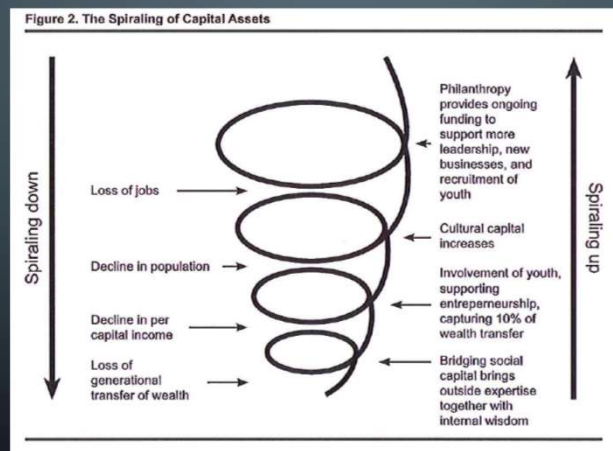 Figure 2. The Spiraling of Capital Assets
Spiraling down
Loss of jobs
Decline in population
Decline in per
capital income
Loss of
generational
transfer of wealth
Philanthropy
provides ongoing
funding to
support more
leadership, new
businesses, and
recruitment of
youth
Cultural capital
increases
Involvement of youth,
supporting
entreperneurship,
capturing 10% of
wealth transfer
Bridging social
capital brings
outside expertise
together with
internal wisdom
Spiraling up